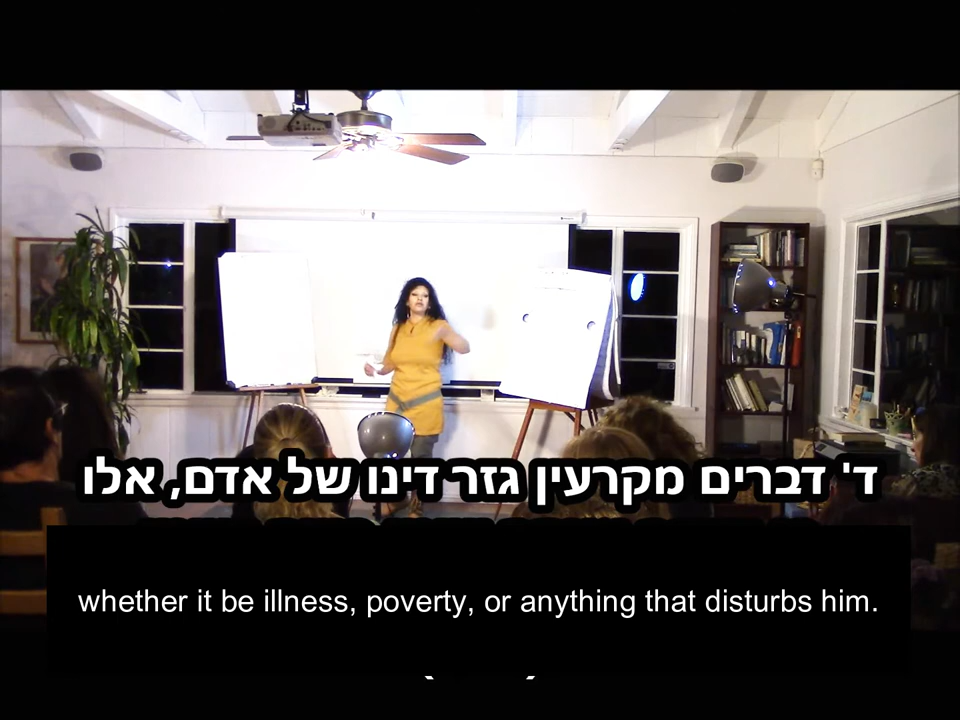 ד' דברים מקרעין גזר דינו של אדם, אלו
whether it be illness, poverty, or anything that disturbs him.